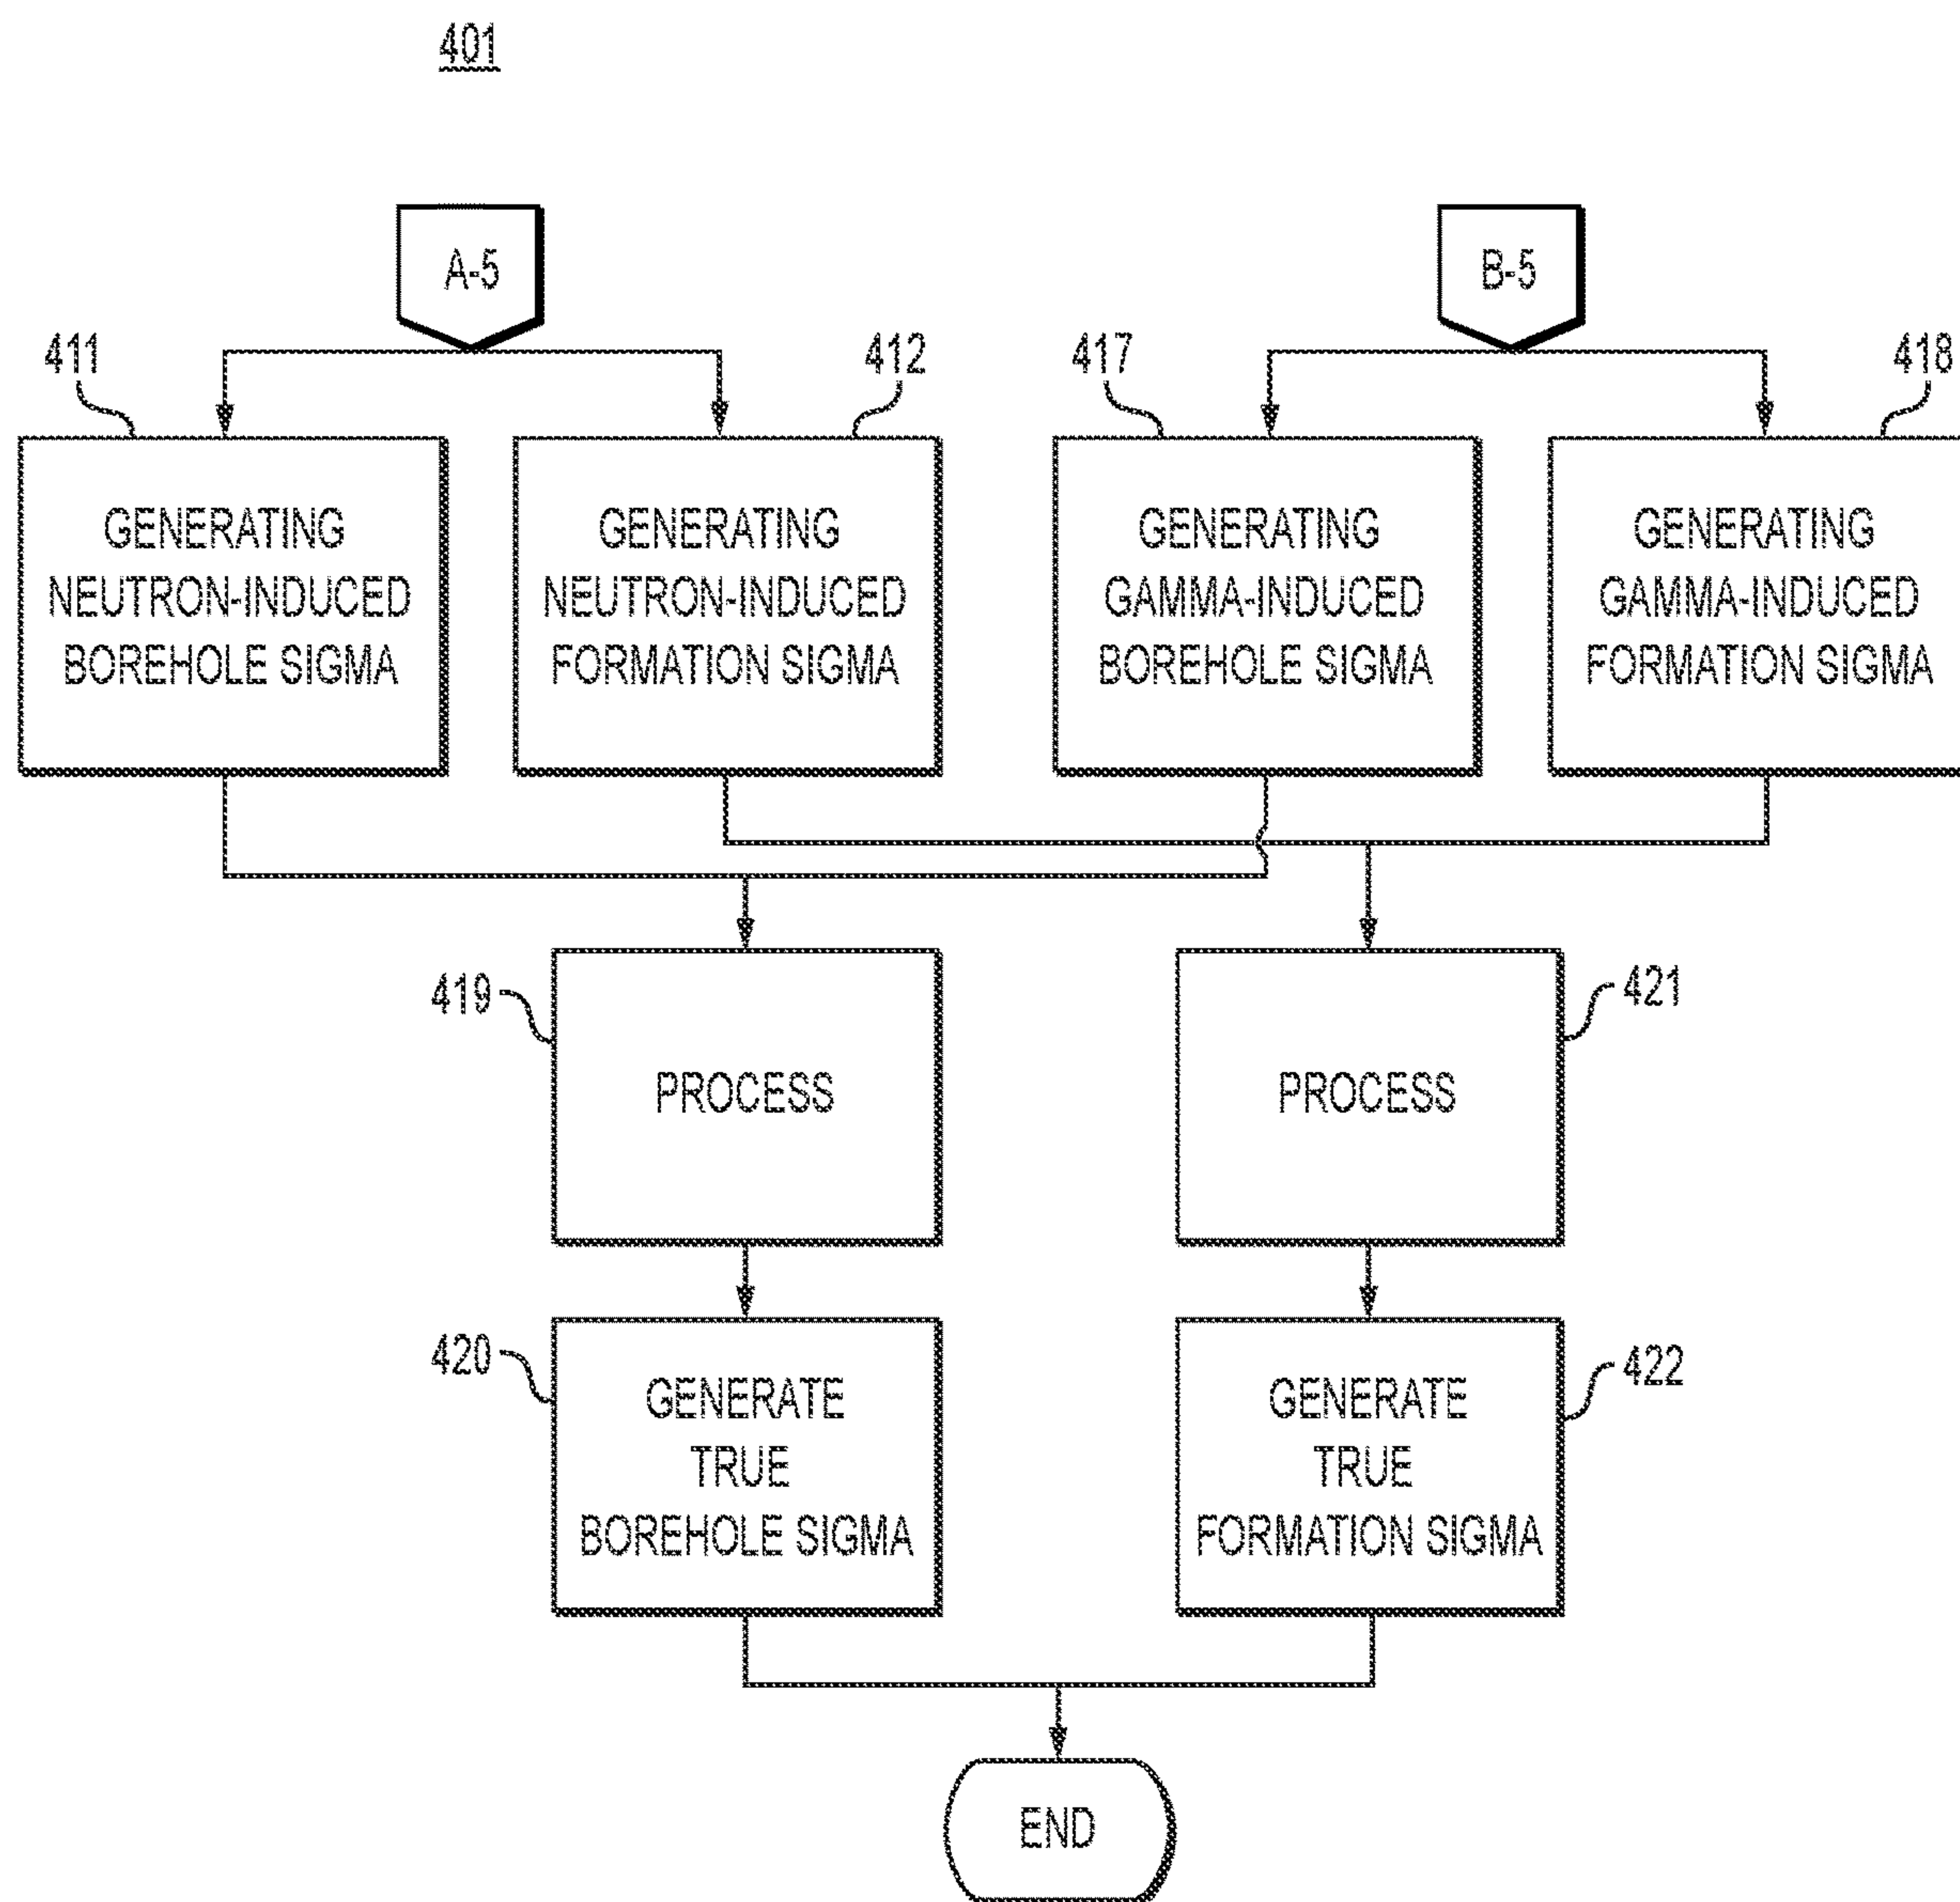 401
A-5
B-5
411
412
417
418
GENERATING
NEUTRON-INDUCED
BOREHOLE SIGMA
GENERATING
NEUTRON-INDUCED
FORMATION SIGMA
GENERATING
GAMMA-INDUCED
BOREHOLE SIGMA
GENERATING
GAMMA-INDUCED
FORMATION SIGMA
419
PROCESS
PROCESS
421
420
GENERATE
TRUE
BOREHOLE SIGMA
GENERATE
TRUE
FORMATION SIGMA
422
END